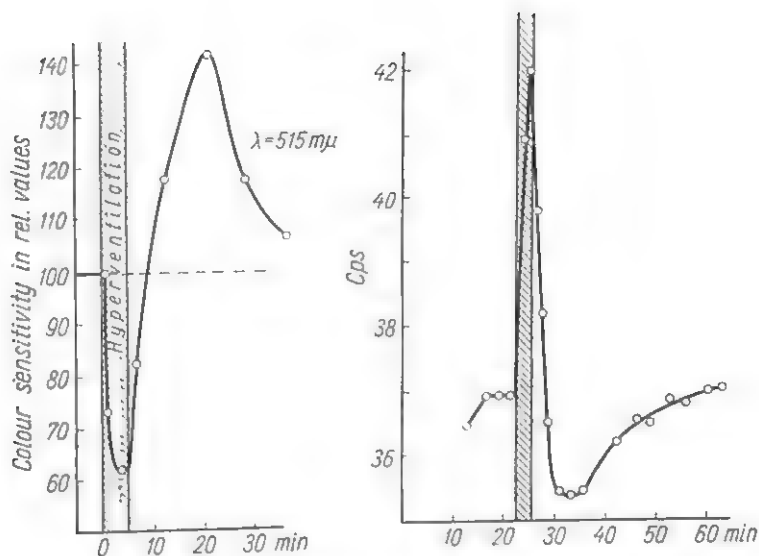 140
130
120
110
100
90
80
70
60
Colour sensitivity in rel. values
Hyperventilation
λ=515 mμ
0 10 20 30 min
42
40
38
36
Cps
10 20 30 40 50 60 min